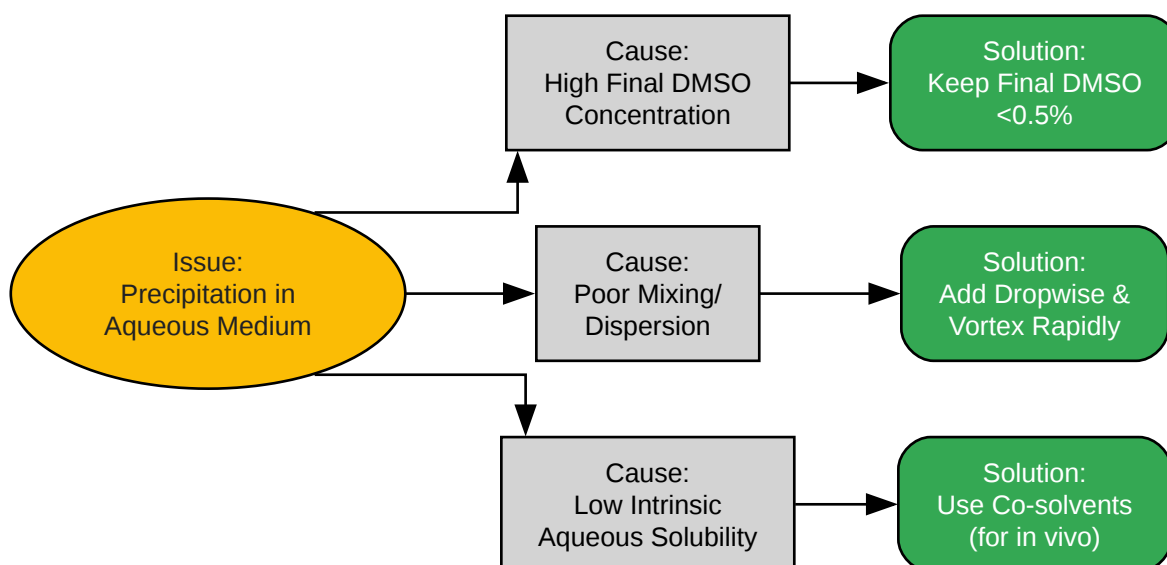 Cause:
High Final DMSO
Concentration
Solution:
Keep Final DMSO
<0.5%
Issue:
Precipitation in
Aqueous Medium
Cause:
Poor Mixing/
Dispersion
Solution:
Add Dropwise &
Vortex Rapidly
Cause:
Low Intrinsic
Aqueous Solubility
Solution:
Use Co-solvents
(for in vivo)